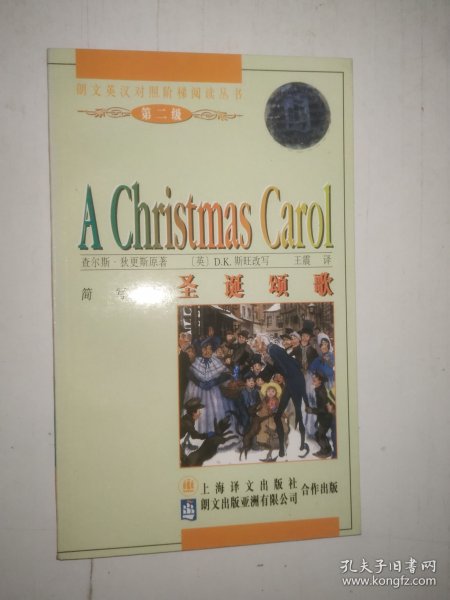 朗文英汉对照阶梯阅读丛书
第二级
A Christmas Carol
查尔斯·狄更斯原著 〔英〕D.K.斯旺改写 王震 译
简 写
圣诞颂歌
上海译文出版社
朗文出版亚洲有限公司
合作出版
孔夫子旧书网
www.kongfz.com